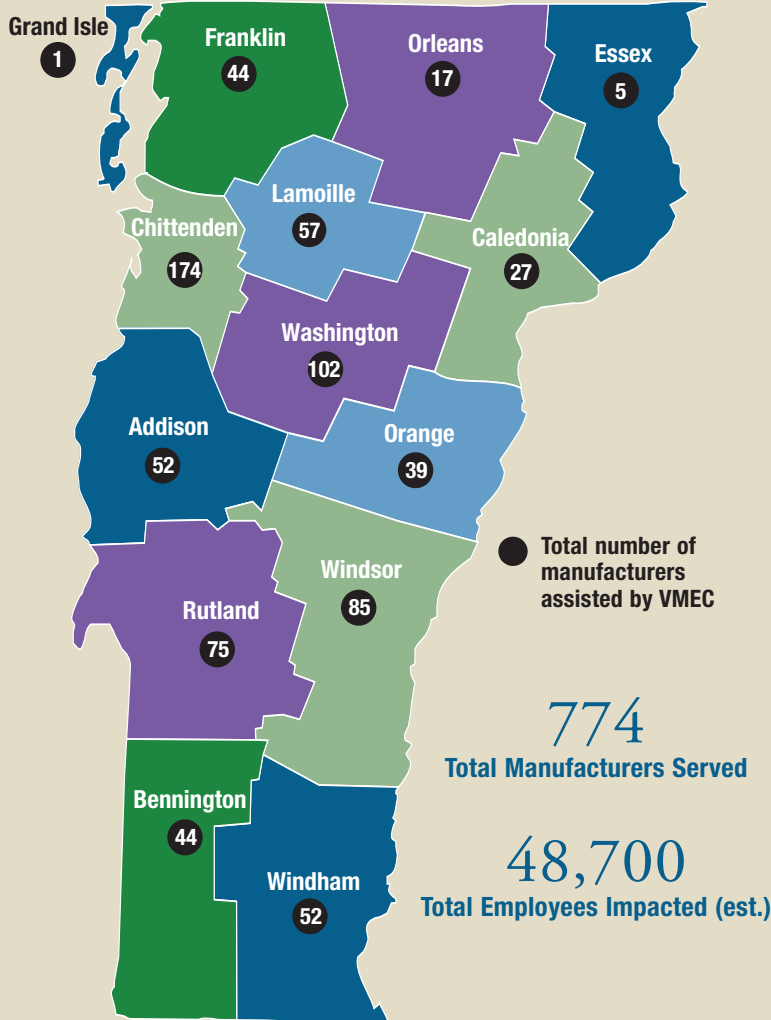 Grand Isle
1
Franklin
44
Orleans
17
Essex
5
Lamoille
57
Chittenden
174
Caledonia
27
Washington
102
Addison
52
Orange
39
Total number of
manufacturers
assisted by VMEC
Windsor
85
Rutland
75
774
Total Manufacturers Served
Bennington
44
48,700
Total Employees Impacted (est.)
Windham
52